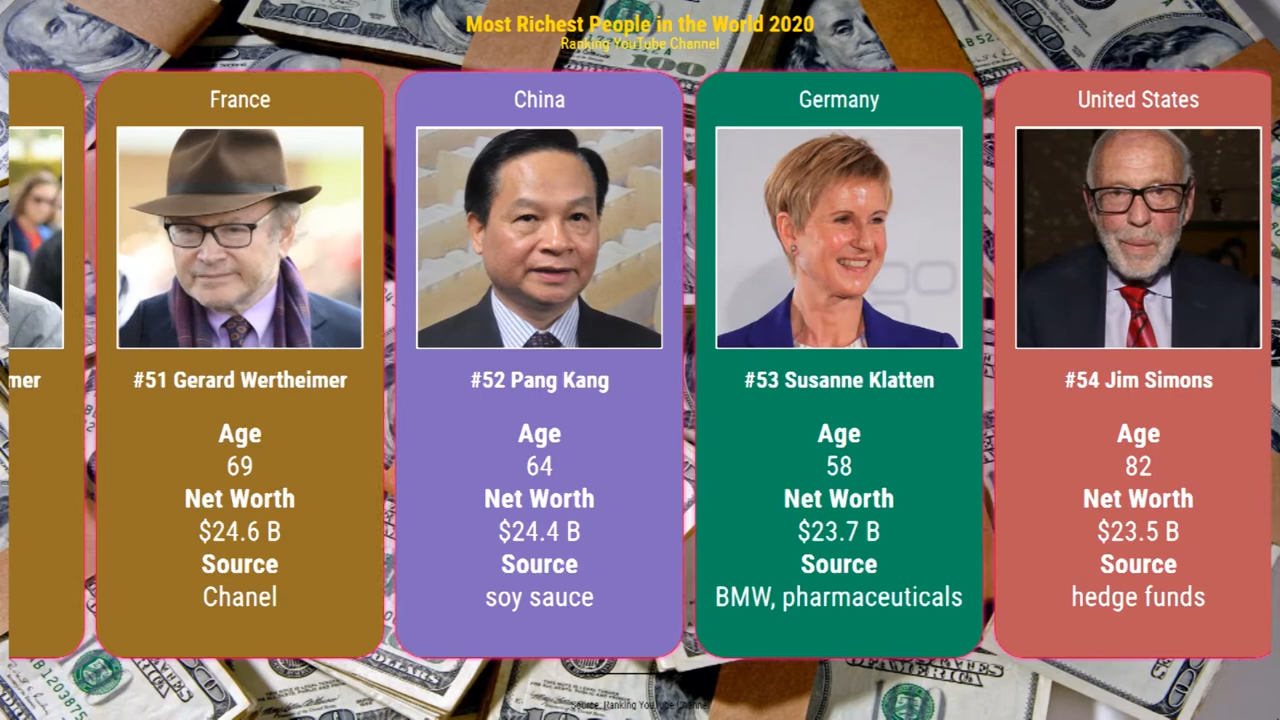 Most Richest People in the World 2020
Ranking YouTube Channel
mer
France
#51 Gerard Wertheimer
Age
69
Net Worth
$24.6 B
Source
Chanel
China
#52 Pang Kang
Age
64
Net Worth
$24.4 B
Source
soy sauce
Germany
#53 Susanne Klatten
Age
58
Net Worth
$23.7 B
Source
BMW, pharmaceuticals
United States
#54 Jim Simons
Age
82
Net Worth
$23.5 B
Source
hedge funds
Source: Ranking YouTube Channel